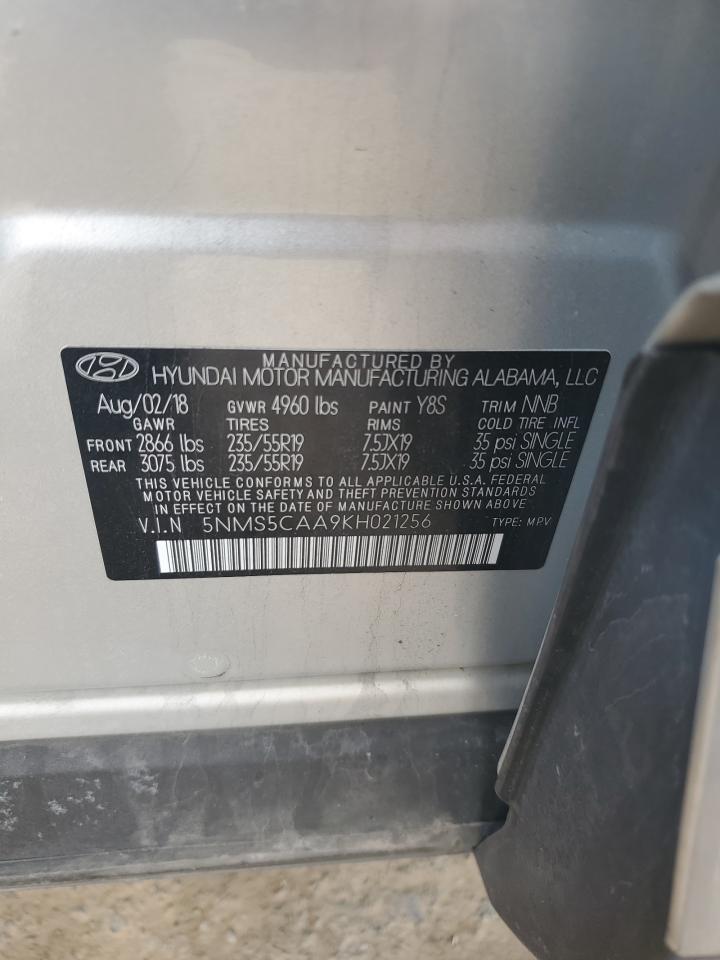 MANUFACTURED BY
HYUNDAI MOTOR MANUFACTURING ALABAMA, LLC
Aug/02/18 GVWR 4960 lbs PAINT Y8S TRIM NNB
GAWR TIRES RIMS COLD TIRE INFL
FRONT 2866 lbs 235/55R19 7.5JX19 35 psi SINGLE
REAR 3075 lbs 235/55R19 7.5JX19 35 psi SINGLE
THIS VEHICLE CONFORMS TO ALL APPLICABLE U.S.A. FEDERAL
MOTOR VEHICLE SAFETY BUMPER, AND THEFT PREVENTION STANDARDS
IN EFFECT ON THE DATE OF MANUFACTURE SHOWN ABOVE.
V.I.N 5NMS5CAA9KH021256 TYPE: MPV